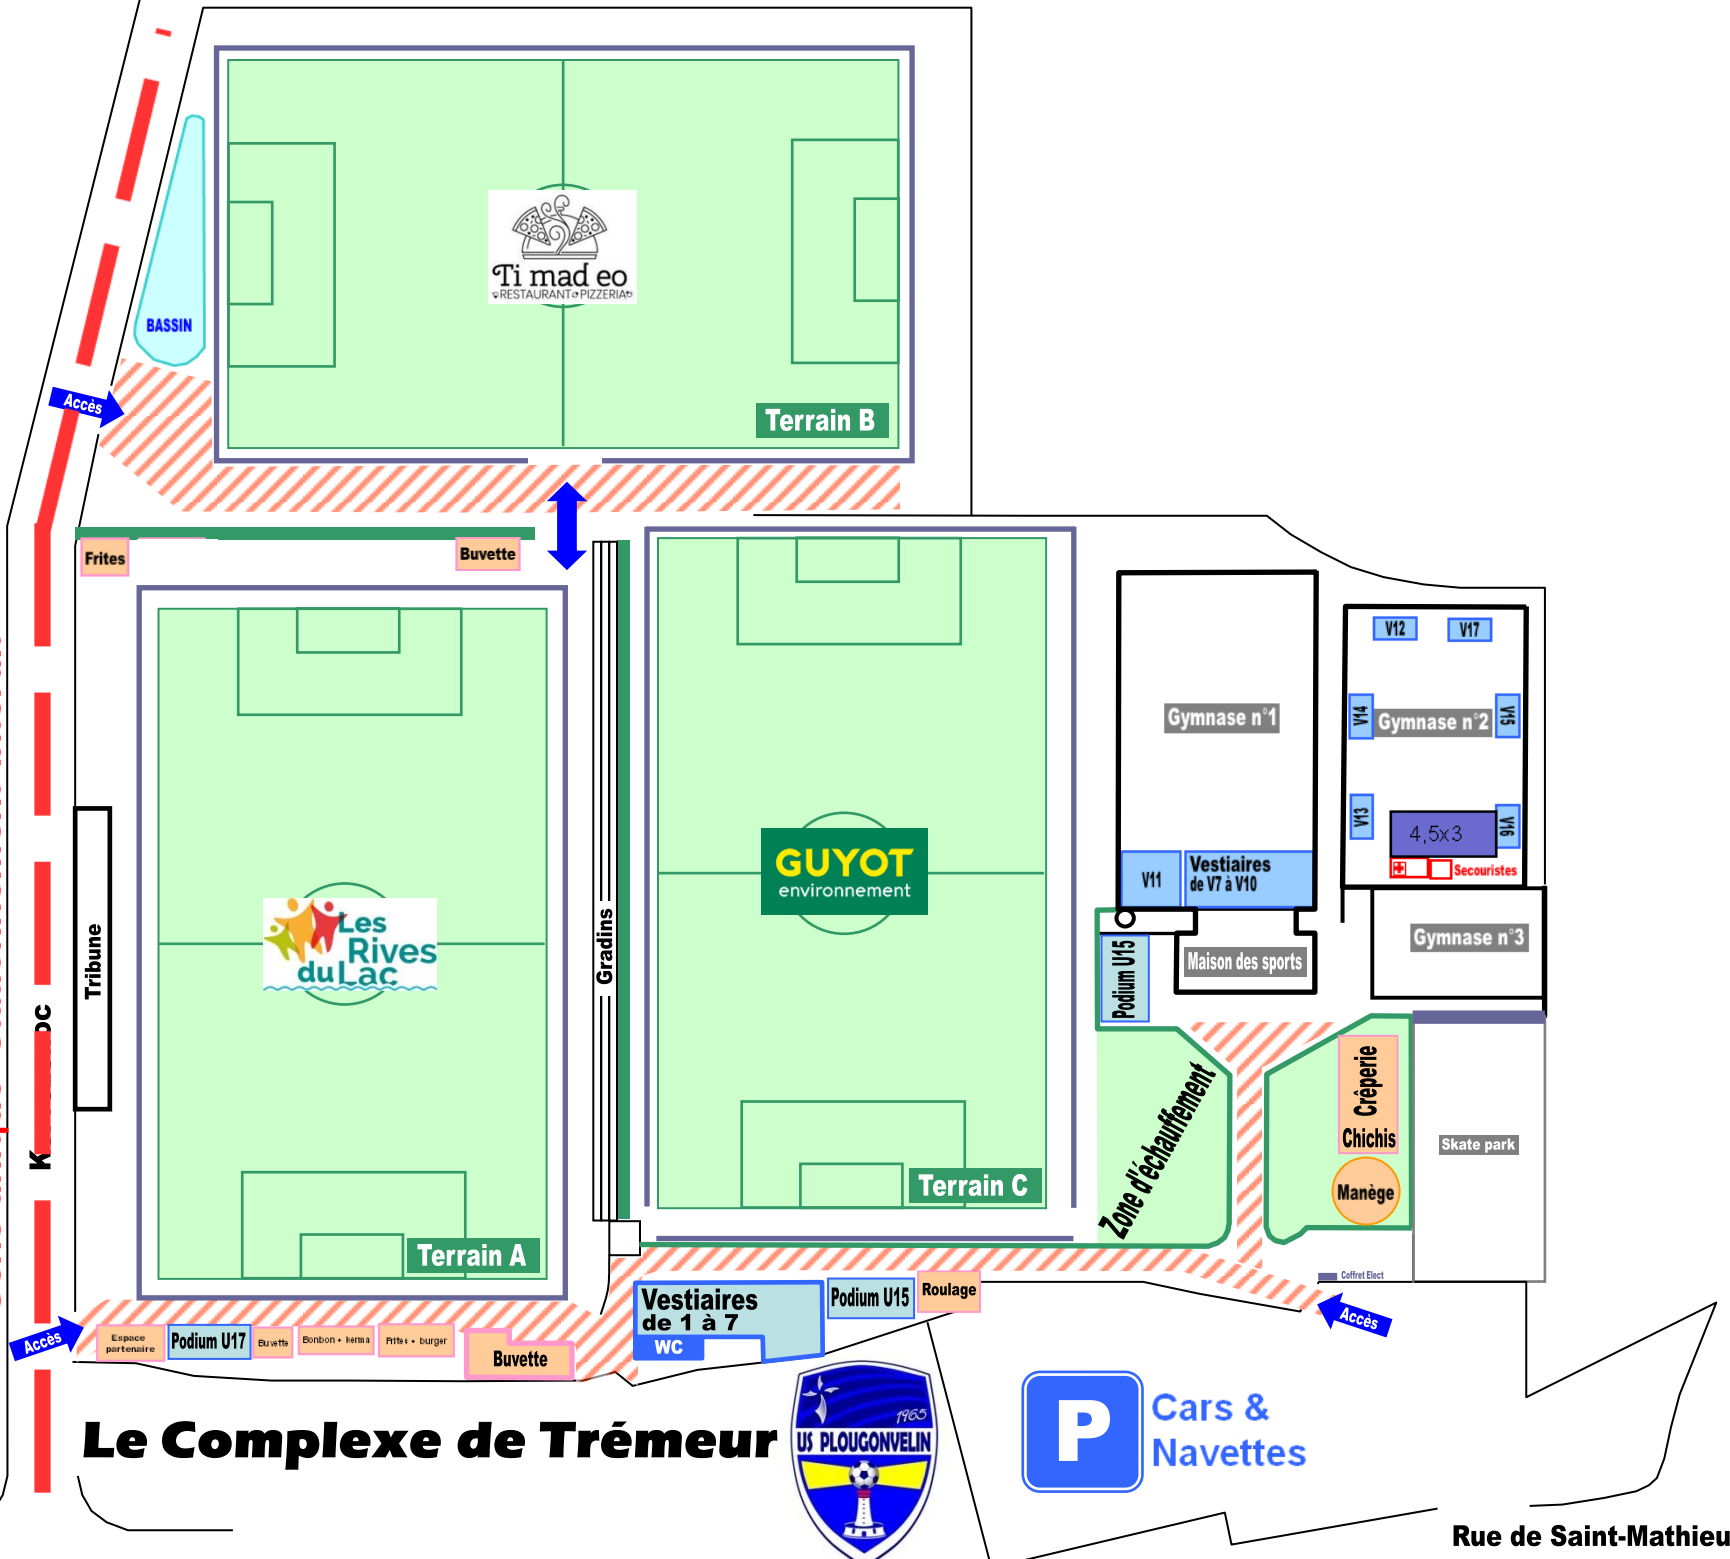 Ti mad eo
RESTAURANT PIZZERIA
BASSIN
Accès
Terrain B
Frites
Buvette
V12
V17
Gymnase n°1
V14
Gymnase n°2
V15
V13
4,5x3
V16
Secouristes
GUYOT
environnement
Vestiaires
de V7 à V10
V11
Les
Rives
du Lac
Tribune
Gradins
Gymnase n°3
Maison des sports
Podium U15
Crêperie
Chichis
Skate park
Zone d'échauffement
Manège
Terrain C
Terrain A
Coffret Elect
Vestiaires
de 1 à 7
WC
Podium U15
Roulage
Accès
Accès
Espace
partenaire
Podium U17
Buvette
Bonbon + kerma
Frites + burger
Buvette
Le Complexe de Trémeur
1965
US PLOUGONVELIN
P
Cars &
Navettes
Rue de Saint-Mathieu